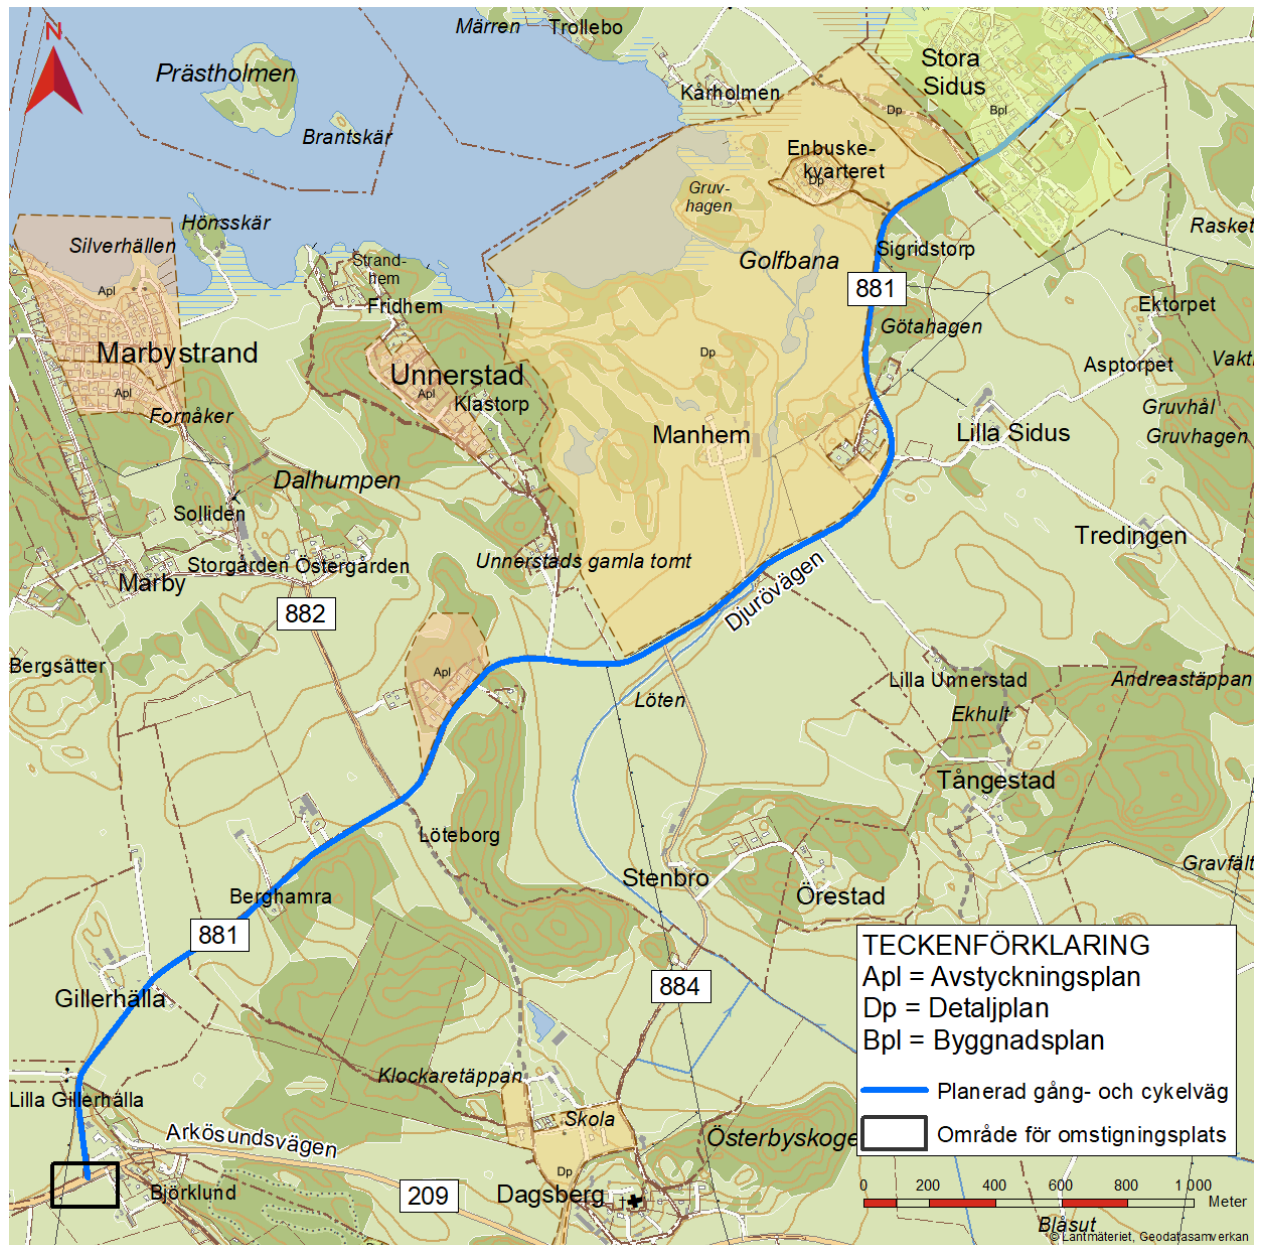 N
Märren
Trollebo
Prästholmen
Kårholmen
Stora
Sidus
Brantskär
Dp
Bpl
Enbuske-
kvarteret
Dp
Gruv-
hagen
Hönsskär
Silverhällen
Rasket
Sigridstorp
Strand-
hem
Golfbana
881
Apl
Fridhem
Ektorpet
Götahagen
Marbystrand
Dp
Asptorpet
Vaktl
Unnerstad
Apl
Apl
Klastorp
Fornåker
Gruvhål
Gruvhagen
Manhem
Lilla Sidus
Dalhumpen
Solliden
Tredingen
Storgården
Östergården
Unnerstads gamla tomt
Marby
Djurövägen
882
Bergsätter
Apl
Löten
Lilla Unnerstad
Andreastäppan
Ekhult
Tångestad
Löteborg
Gravfält
Stenbro
Örestad
Berghamra
881
TECKENFÖRKLARING
Apl = Avstyckningsplan
Dp = Detaljplan
Bpl = Byggnadsplan
Planerad gång- och cykelväg
Område för omstigningsplats
884
Gillerhälla
Klockaretäppan
Lilla Gillerhälla
Skola
Arkösundsvägen
Österbyskoge
Dp
Björklund
209
Dagsberg
0 200 400 600 800 1 000
Meter
Blåsut
© Lantmäteriet, Geodatasamverkan